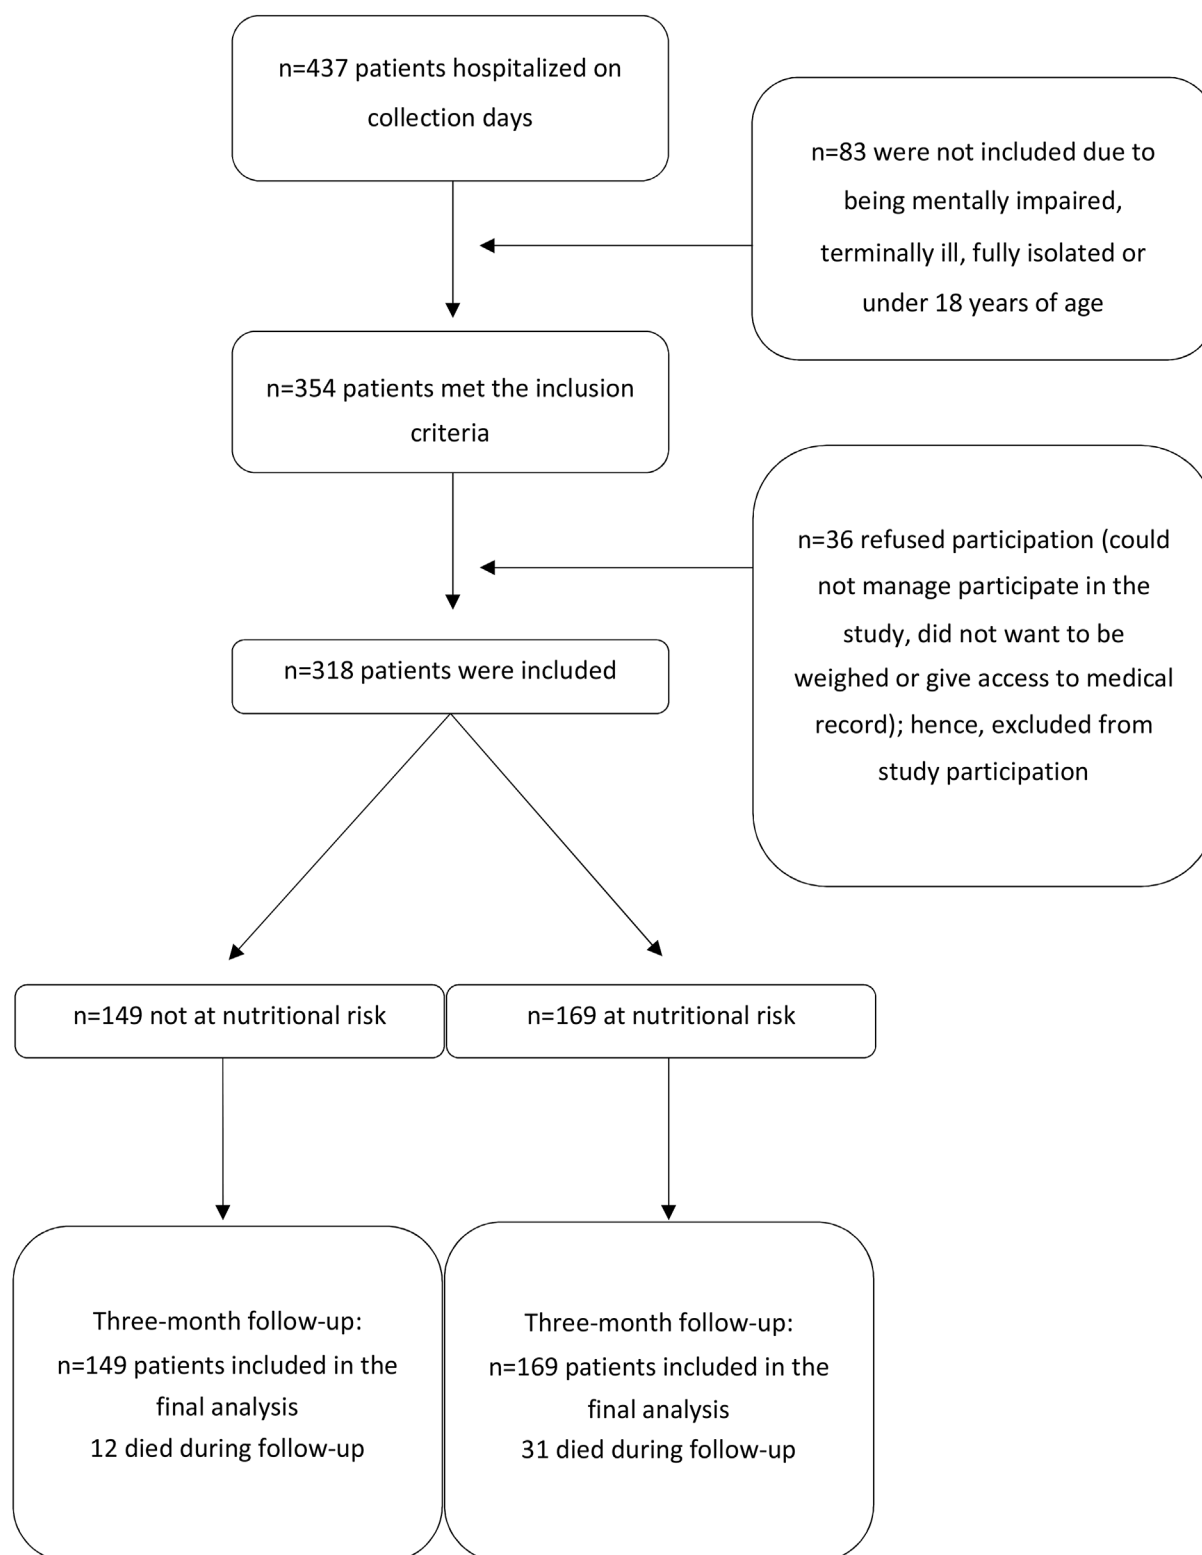 n=437 patients hospitalized on
collection days
n=83 were not included due to
being mentally impaired,
terminally ill, fully isolated or
under 18 years of age
n=354 patients met the inclusion
criteria
n=36 refused participation (could
not manage participate in the
study, did not want to be
weighed or give access to medical
record); hence, excluded from
study participation
n=318 patients were included
n=149 not at nutritional risk
n=169 at nutritional risk
Three-month follow-up:
n=149 patients included in the
final analysis
12 died during follow-up
Three-month follow-up:
n=169 patients included in the
final analysis
31 died during follow-up